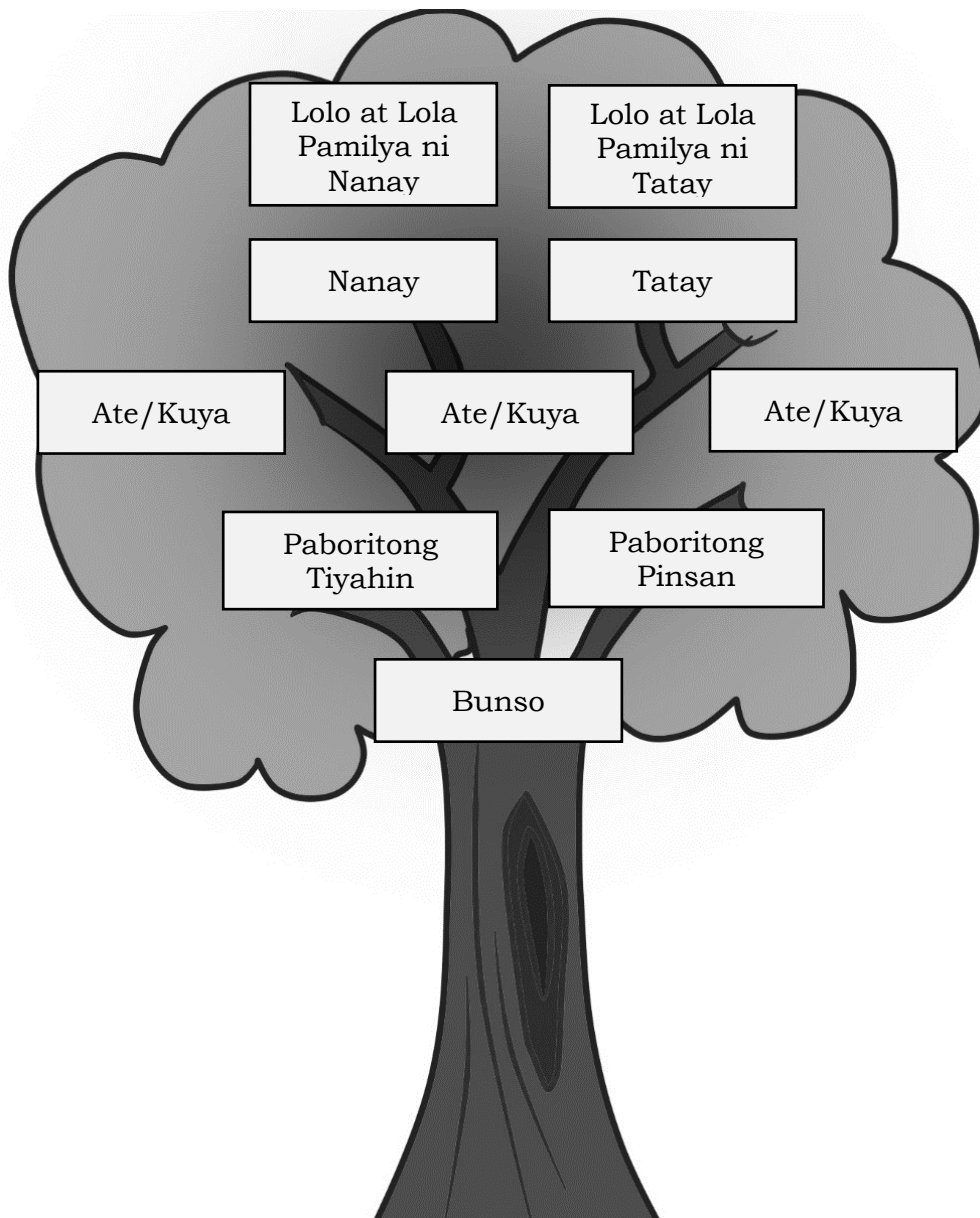 Lolo at Lola
Pamilya ni
Nanay
Lolo at Lola
Pamilya ni
Tatay
Nanay
Tatay
Ate/Kuya
Ate/Kuya
Ate/Kuya
Paboritong
Tiyahin
Paboritong
Pinsan
Bunso